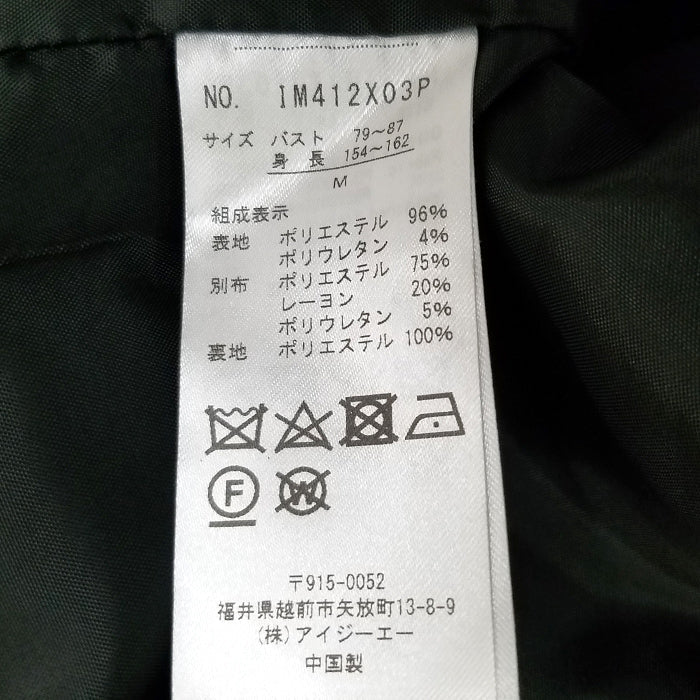 NO. IM412X03P
サイズ バスト 79~87
身長 154~162
M
組成表示
表地 ポリエステル 96%
ポリウレタン 4%
別布 ポリエステル 75%
レーヨン 20%
ポリウレタン 5%
裏地 ポリエステル 100%
F W
〒915-0052
福井県越前市矢放町13-8-9
(株)アイジーエー
中国製